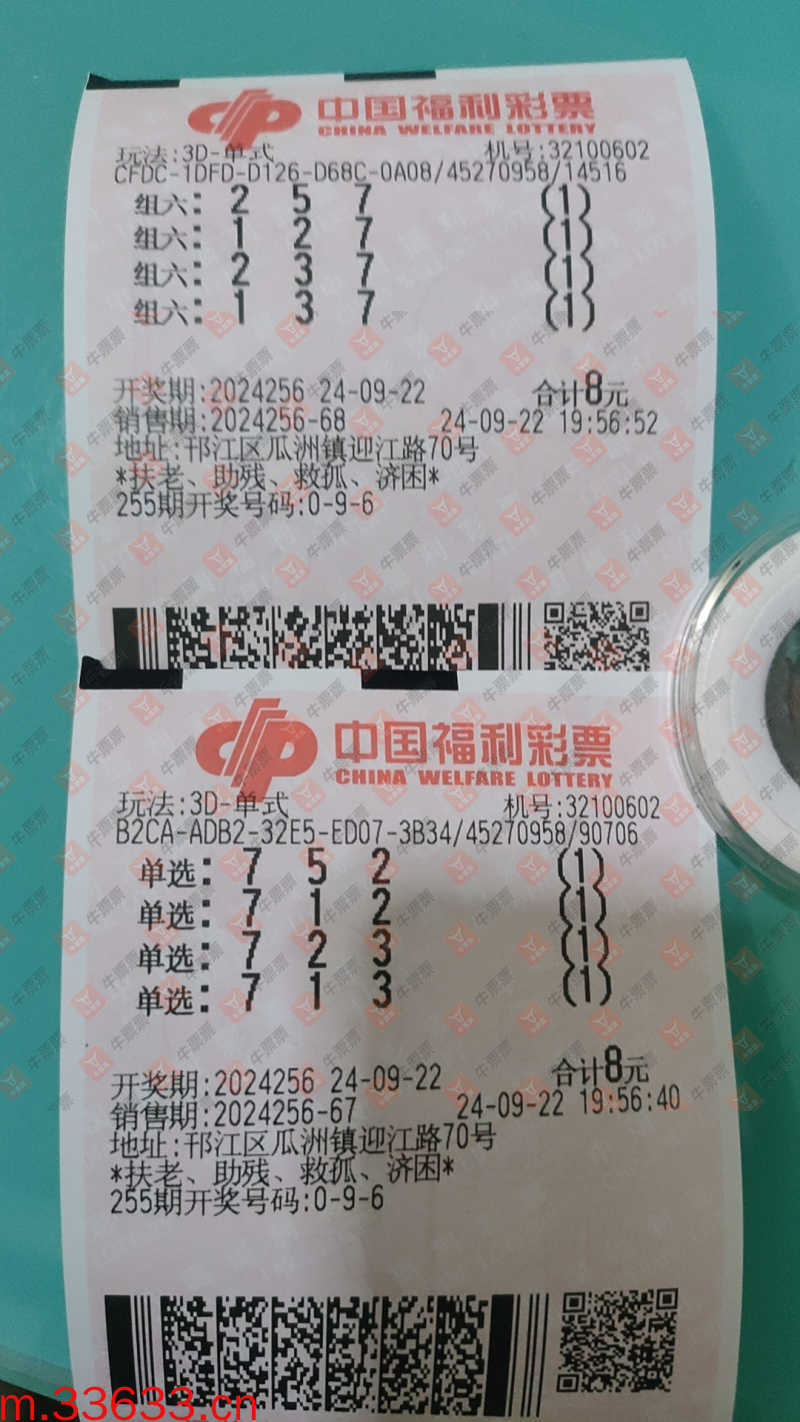 中国福利彩票
CHINA WELFARE LOTTERY
玩法:3D-单式 机号:32100602
CFDC-1DFD-D126-D68C-0A08/45270958/14516
组六: 2 5 7 (1)
组六: 1 2 7 (1)
组六: 2 3 7 (1)
组六: 1 3 7 (1)
开奖期:2024256 24-09-22 合计8元
销售期:2024256-68 24-09-22 19:56:52
地址:邗江区瓜洲镇迎江路70号
*扶老、助残、救孤、济困*
255期开奖号码:0-9-6
中国福利彩票
CHINA WELFARE LOTTERY
玩法:3D-单式 机号:32100602
B2CA-ADB2-32E5-ED07-3B34/45270958/90706
单选: 7 5 2 (1)
单选: 7 1 2 (1)
单选: 7 2 3 (1)
单选: 7 1 3 (1)
开奖期:2024256 24-09-22 合计8元
销售期:2024256-67 24-09-22 19:56:40
地址:邗江区瓜洲镇迎江路70号
*扶老、助残、救孤、济困*
255期开奖号码:0-9-6
m.33633.cn
牛票票